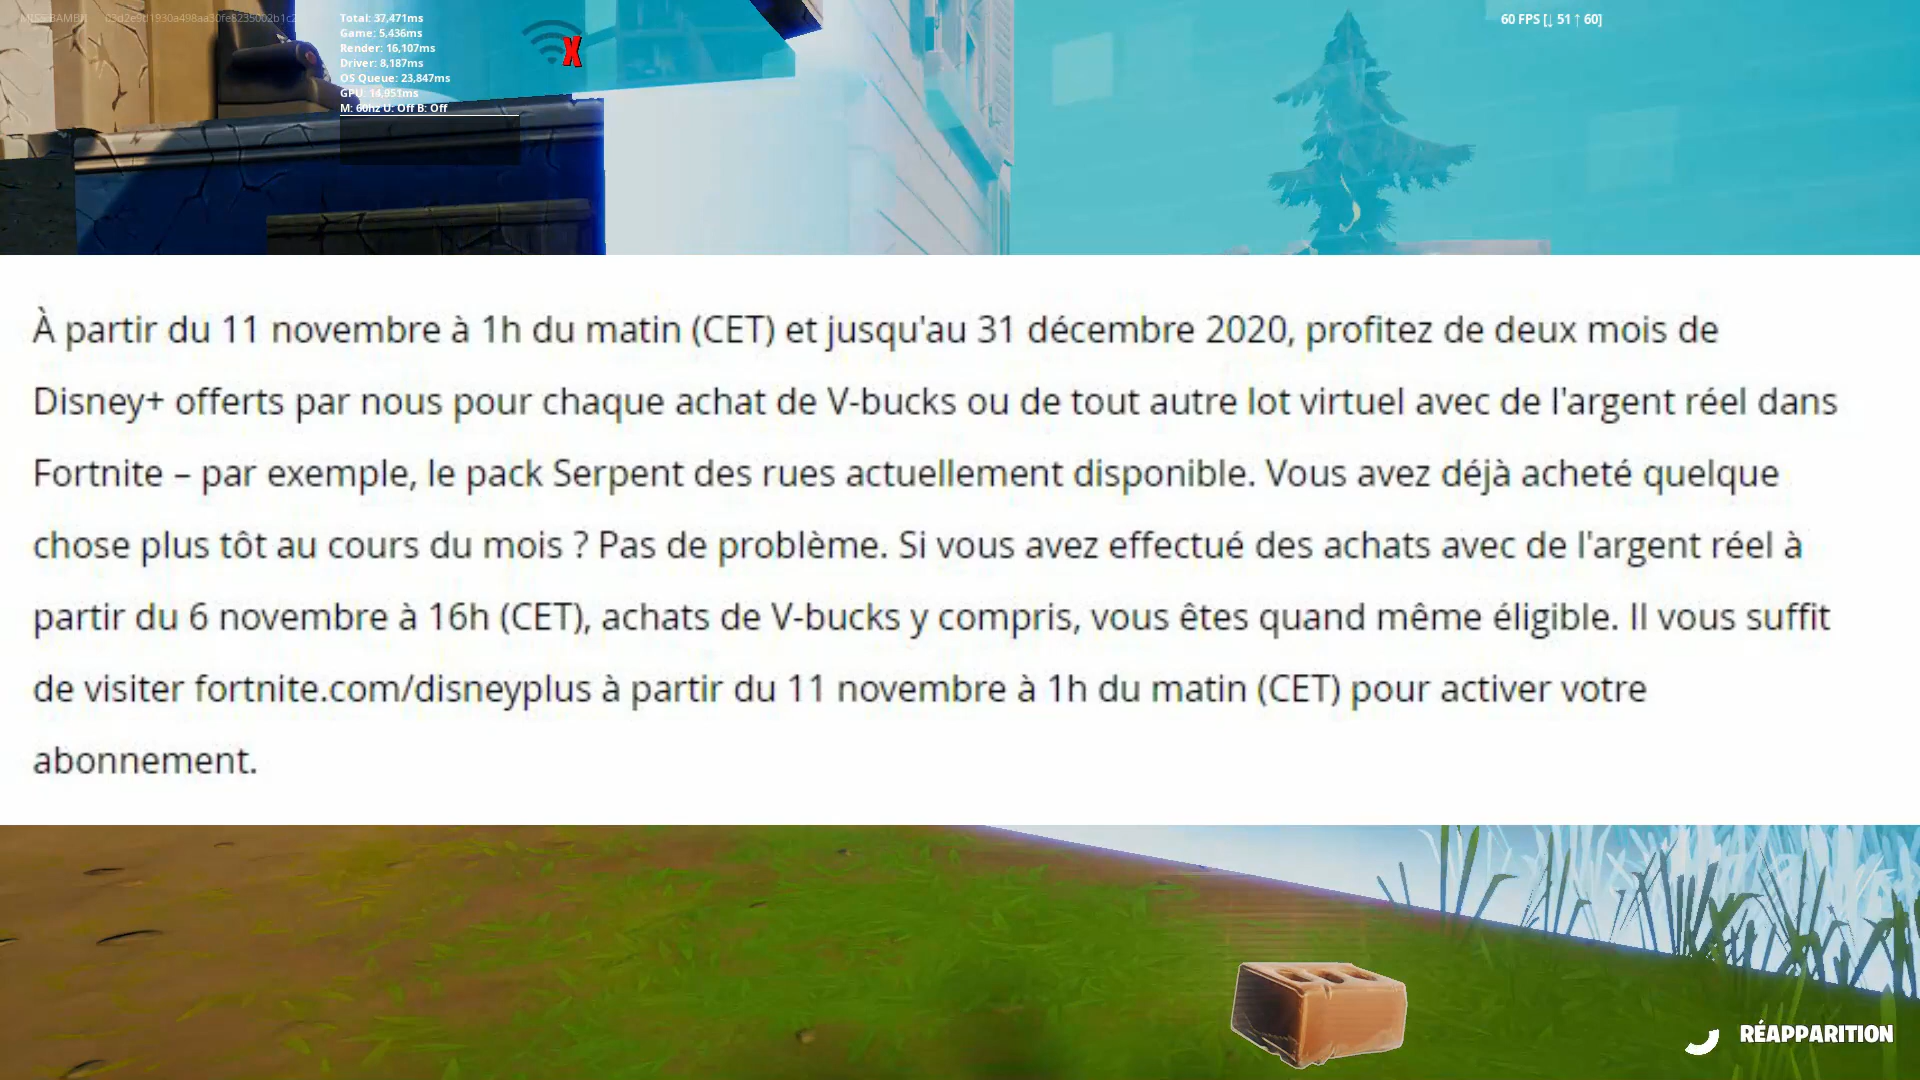 Total: 37,471ms
Game: 5,436ms
Render: 16,107ms
Driver: 8,187ms
OS Queue: 23,847ms
GPU: 14,951ms
M: 60hz U: Off B: Off
60 FPS [↓ 51 ↑ 60]
À partir du 11 novembre à 1h du matin (CET) et jusqu'au 31 décembre 2020, profitez de deux mois de
Disney+ offerts par nous pour chaque achat de V-bucks ou de tout autre lot virtuel avec de l'argent réel dans
Fortnite – par exemple, le pack Serpent des rues actuellement disponible. Vous avez déjà acheté quelque
chose plus tôt au cours du mois ? Pas de problème. Si vous avez effectué des achats avec de l'argent réel à
partir du 6 novembre à 16h (CET), achats de V-bucks y compris, vous êtes quand même éligible. Il vous suffit
de visiter fortnite.com/disneyplus à partir du 11 novembre à 1h du matin (CET) pour activer votre
abonnement.
RÉAPPARITION